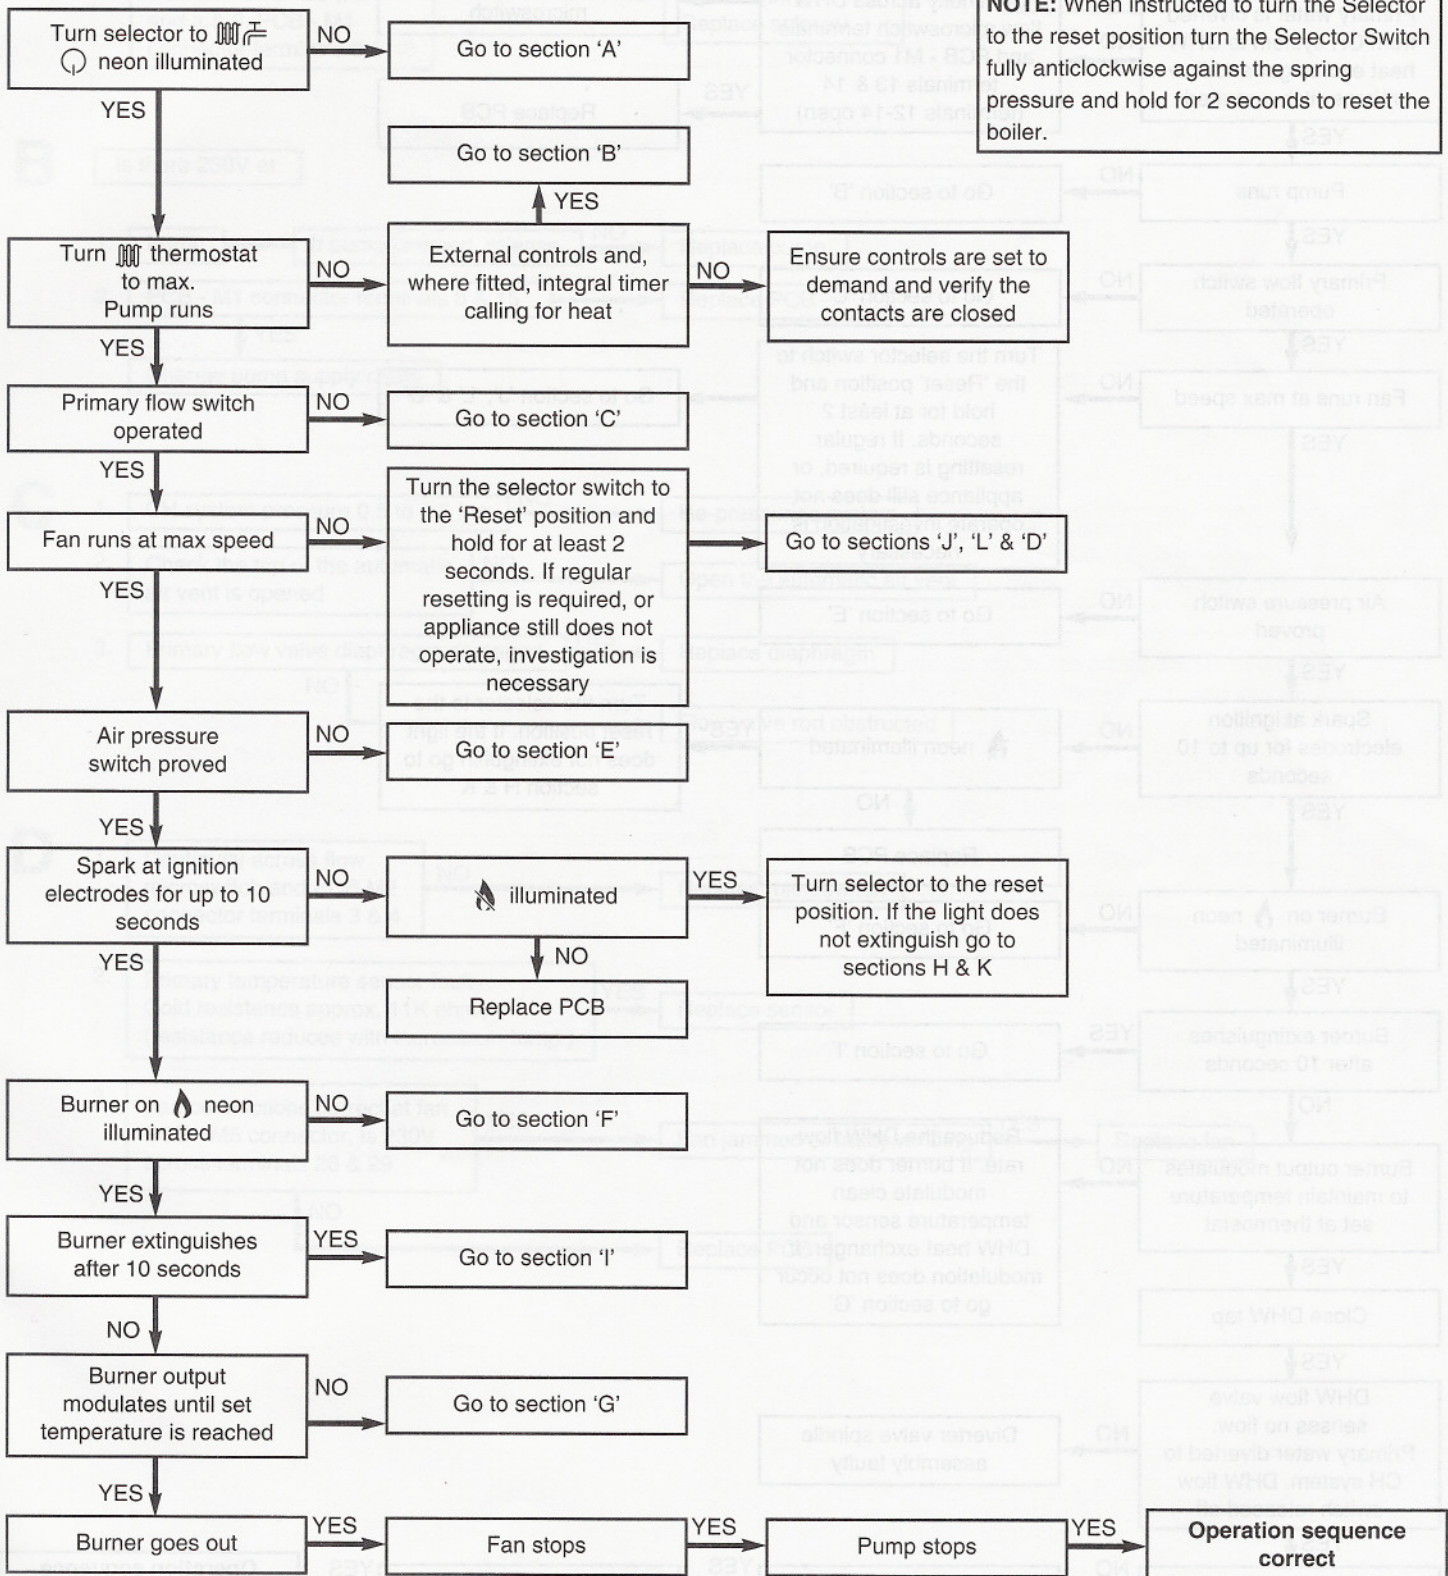 NOTE: When instructed to turn the Selector
to the reset position turn the Selector Switch
fully anticlockwise against the spring
pressure and hold for 2 seconds to reset the
boiler.
Turn selector to
neon illuminated
NO
Go to section ‘A’
YES
Go to section ‘B’
YES
Turn thermostat
to max.
Pump runs
NO
External controls and,
where fitted, integral timer
calling for heat
NO
Ensure controls are set to
demand and verify the
contacts are closed
YES
Primary flow switch
operated
NO
Go to section ‘C’
YES
Fan runs at max speed
NO
Turn the selector switch to
the ‘Reset’ position and
hold for at least 2
seconds. If regular
resetting is required, or
appliance still does not
operate, investigation is
necessary
Go to sections ‘J’, ‘L’ & ‘D’
YES
Air pressure
switch proved
NO
Go to section ‘E’
YES
Spark at ignition
electrodes for up to 10
seconds
NO
illuminated
YES
Turn selector to the reset
position. If the light does
not extinguish go to
sections H & K
NO
Replace PCB
YES
Burner on neon
illuminated
NO
Go to section ‘F’
YES
Burner extinguishes
after 10 seconds
YES
Go to section ‘I’
NO
Burner output
modulates until set
temperature is reached
NO
Go to section ‘G’
YES
Burner goes out
YES
Fan stops
YES
Pump stops
YES
Operation sequence
correct